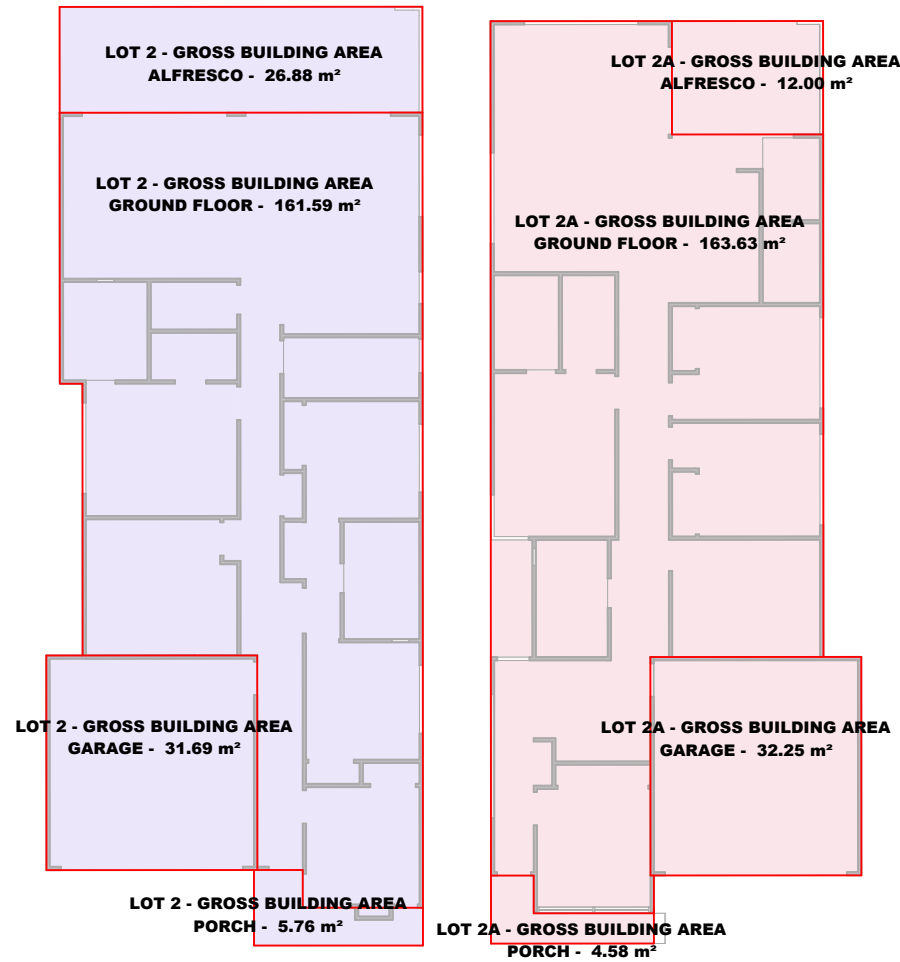 LOT 2 - GROSS BUILDING AREA
ALFRESCO - 26.88 m²
LOT 2A - GROSS BUILDING AREA
ALFRESCO - 12.00 m²
LOT 2 - GROSS BUILDING AREA
GROUND FLOOR - 161.59 m²
LOT 2A - GROSS BUILDING AREA
GROUND FLOOR - 163.63 m²
LOT 2 - GROSS BUILDING AREA
GARAGE - 31.69 m²
LOT 2A - GROSS BUILDING AREA
GARAGE - 32.25 m²
LOT 2 - GROSS BUILDING AREA
PORCH - 5.76 m²
LOT 2A - GROSS BUILDING AREA
PORCH - 4.58 m²